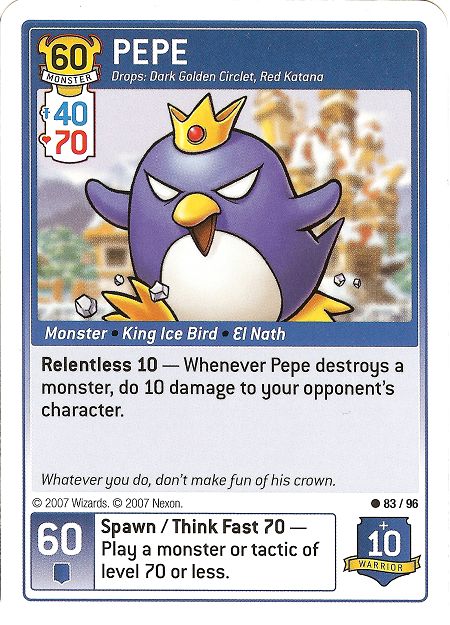 60
MONSTER
PEPE
Drops: Dark Golden Circlet, Red Katana
40
70
Monster • King Ice Bird • El Nath
Relentless 10 — Whenever Pepe destroys a
monster, do 10 damage to your opponent's
character.
Whatever you do, don't make fun of his crown.
© 2007 Wizards. © 2007 Nexon.
● 83 / 96
60
Spawn / Think Fast 70 —
Play a monster or tactic of
level 70 or less.
+
10
WARRIOR